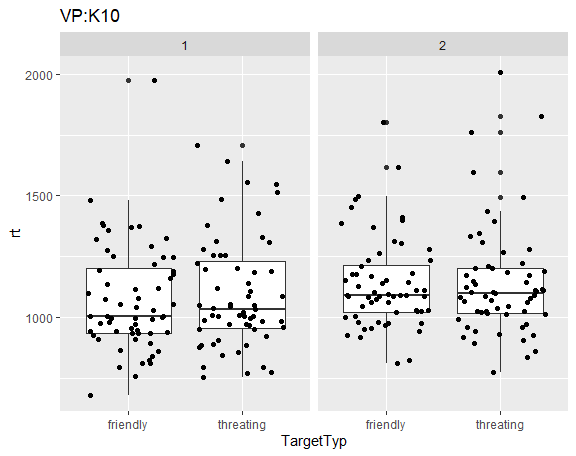 VP:K10
1
2
rt
2000
1500
1000
friendly
threating
friendly
threating
TargetTyp